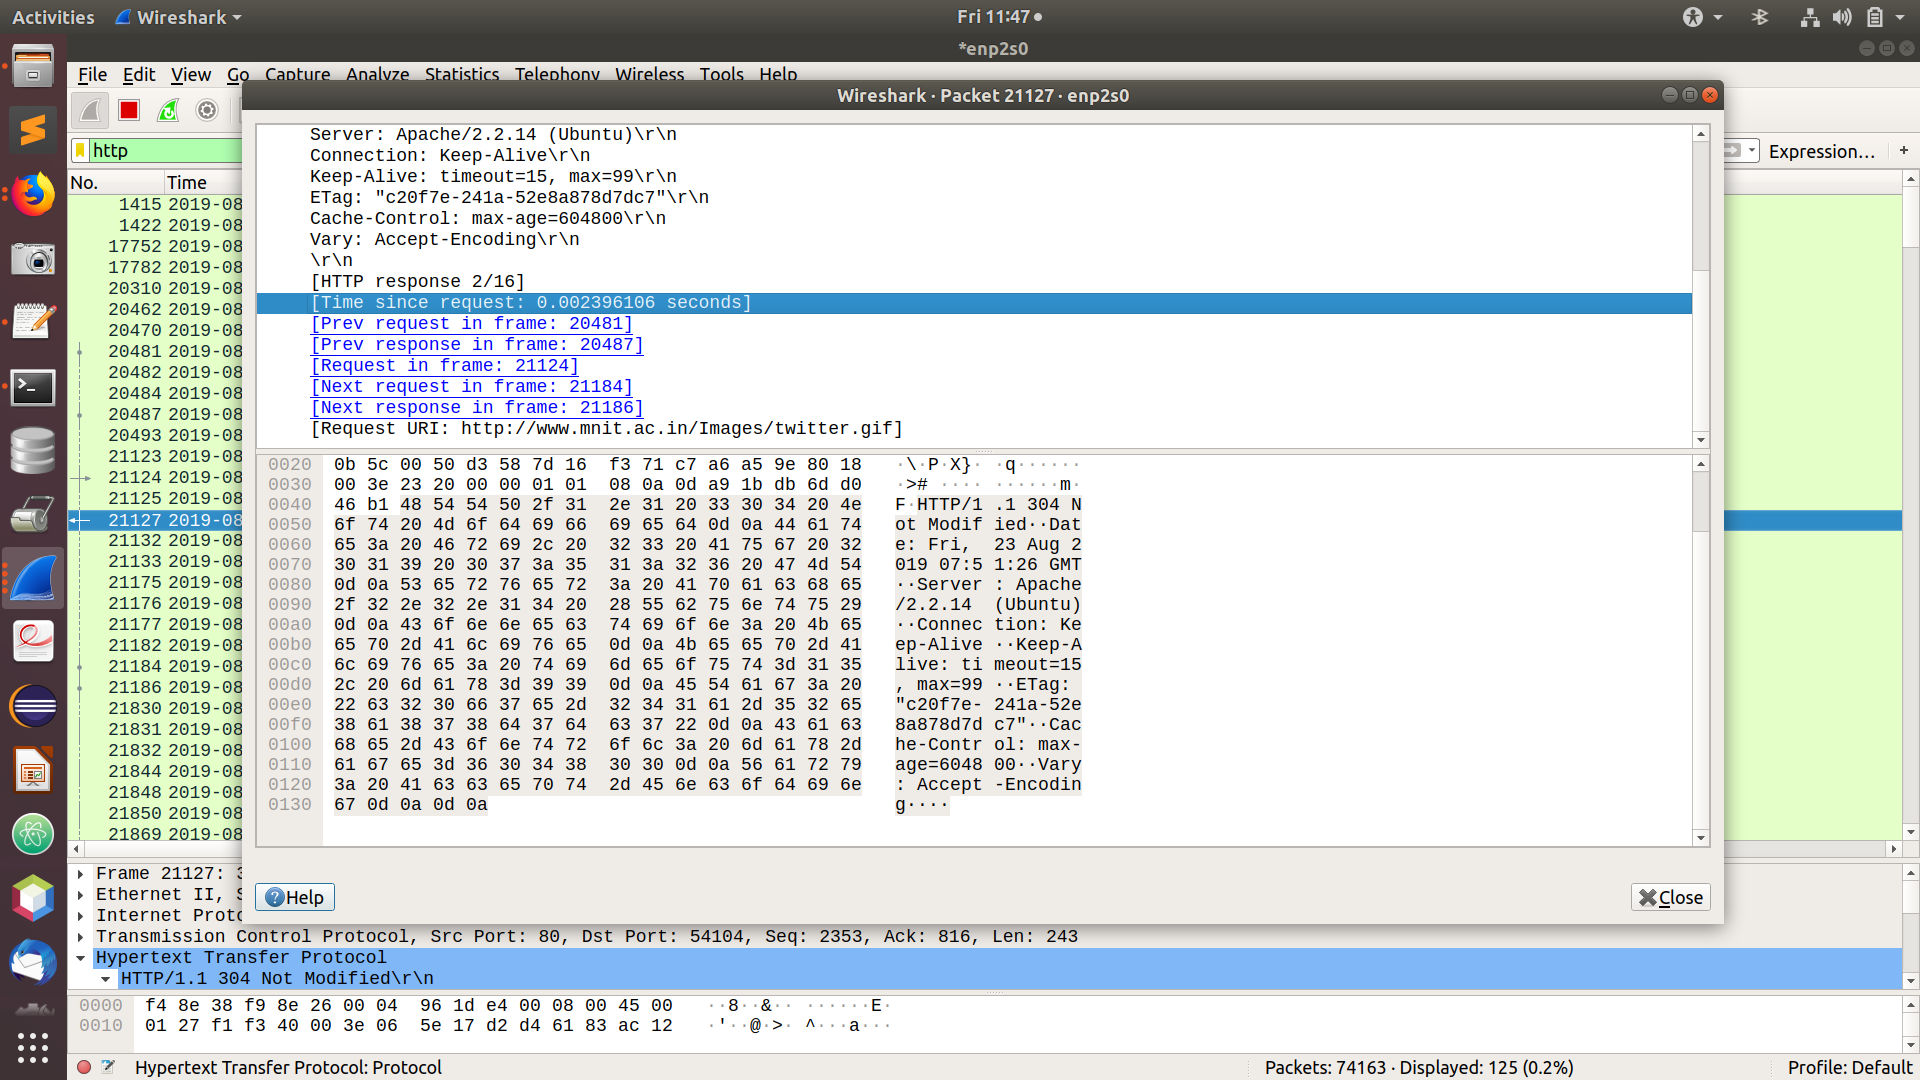 Activities Wireshark Fri 11:47
*enp2s0
File Edit View Go Capture Analyze Statistics Telephony Wireless Tools Help
Wireshark · Packet 21127 · enp2s0
http Expression… +
No. Time
1415 2019-08
1422 2019-08
17752 2019-08
17782 2019-08
20310 2019-08
20462 2019-08
20470 2019-08
20481 2019-08
20482 2019-08
20484 2019-08
20487 2019-08
20493 2019-08
21123 2019-08
21124 2019-08
21125 2019-08
21127 2019-08
21132 2019-08
21133 2019-08
21175 2019-08
21176 2019-08
21177 2019-08
21182 2019-08
21184 2019-08
21186 2019-08
21830 2019-08
21831 2019-08
21832 2019-08
21844 2019-08
21848 2019-08
21850 2019-08
21869 2019-08
Server: Apache/2.2.14 (Ubuntu)\r\n
Connection: Keep-Alive\r\n
Keep-Alive: timeout=15, max=99\r\n
ETag: "c20f7e-241a-52e8a878d7dc7"\r\n
Cache-Control: max-age=604800\r\n
Vary: Accept-Encoding\r\n
\r\n
[HTTP response 2/16]
[Time since request: 0.002396106 seconds]
[Prev request in frame: 20481]
[Prev response in frame: 20487]
[Request in frame: 21124]
[Next request in frame: 21184]
[Next response in frame: 21186]
[Request URI: http://www.mnit.ac.in/Images/twitter.gif]
0020 0b 5c 00 50 d3 58 7d 16 f3 71 c7 a6 a5 9e 80 18 ·\·P·X}· ·q······
0030 00 3e 23 20 00 00 01 01 08 0a 0d a9 1b db 6d d0 ·># ···· ······m·
0040 46 b1 48 54 54 50 2f 31 2e 31 20 33 30 34 20 4e F·HTTP/1 .1 304 N
0050 6f 74 20 4d 6f 64 69 66 69 65 64 0d 0a 44 61 74 ot Modif ied··Dat
0060 65 3a 20 46 72 69 2c 20 32 33 20 41 75 67 20 32 e: Fri, 23 Aug 2
0070 30 31 39 20 30 37 3a 35 31 3a 32 36 20 47 4d 54 019 07:5 1:26 GMT
0080 0d 0a 53 65 72 76 65 72 3a 20 41 70 61 63 68 65 ··Server : Apache
0090 2f 32 2e 32 2e 31 34 20 28 55 62 75 6e 74 75 29 /2.2.14 (Ubuntu)
00a0 0d 0a 43 6f 6e 6e 65 63 74 69 6f 6e 3a 20 4b 65 ··Connec tion: Ke
00b0 65 70 2d 41 6c 69 76 65 0d 0a 4b 65 65 70 2d 41 ep-Alive ··Keep-A
00c0 6c 69 76 65 3a 20 74 69 6d 65 6f 75 74 3d 31 35 live: ti meout=15
00d0 2c 20 6d 61 78 3d 39 39 0d 0a 45 54 61 67 3a 20 , max=99 ··ETag:
00e0 22 63 32 30 66 37 65 2d 32 34 31 61 2d 35 32 65 "c20f7e- 241a-52e
00f0 38 61 38 37 38 64 37 64 63 37 22 0d 0a 43 61 63 8a878d7d c7"··Cac
0100 68 65 2d 43 6f 6e 74 72 6f 6c 3a 20 6d 61 78 2d he-Contr ol: max-
0110 61 67 65 3d 36 30 34 38 30 30 0d 0a 56 61 72 79 age=6048 00··Vary
0120 3a 20 41 63 63 65 70 74 2d 45 6e 63 6f 64 69 6e : Accept -Encodin
0130 67 0d 0a 0d 0a g····
Help Close
Frame 21127: 3
Ethernet II, S
Internet Proto
Transmission Control Protocol, Src Port: 80, Dst Port: 54104, Seq: 2353, Ack: 816, Len: 243
Hypertext Transfer Protocol
HTTP/1.1 304 Not Modified\r\n
0000 f4 8e 38 f9 8e 26 00 04 96 1d e4 00 08 00 45 00 ··8··&·· ······E·
0010 01 27 f1 f3 40 00 3e 06 5e 17 d2 d4 61 83 ac 12 ·'··@·>· ^···a···
Hypertext Transfer Protocol: Protocol Packets: 74163 · Displayed: 125 (0.2%) Profile: Default